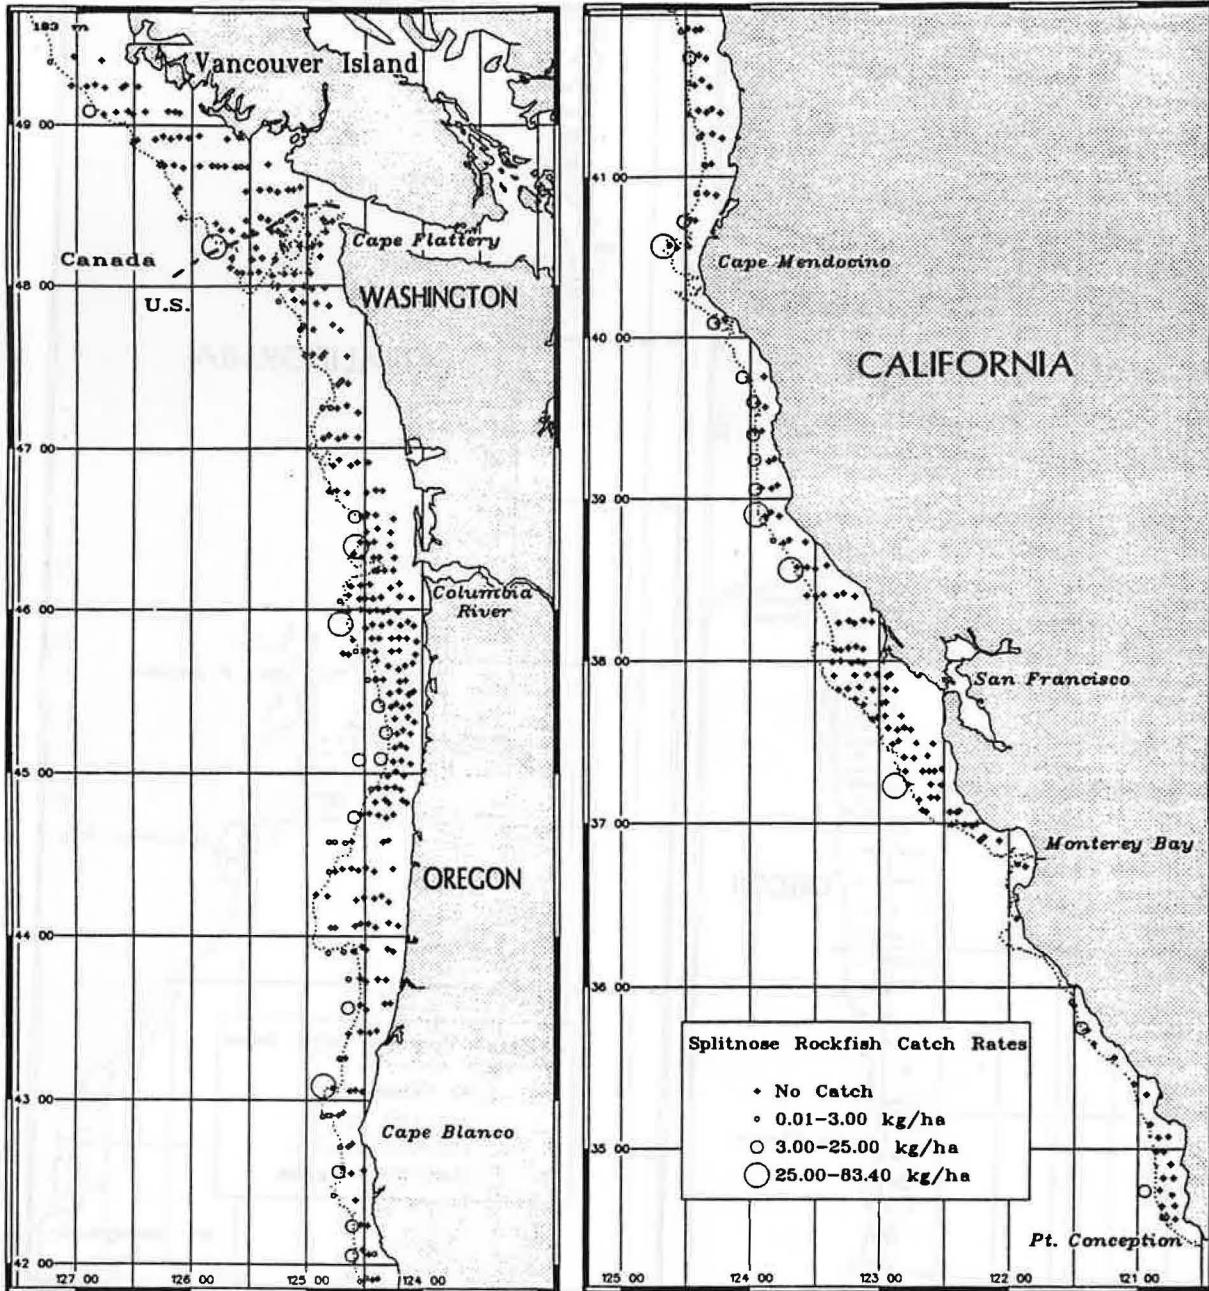 183 m
Vancouver Island
49 00
Cape Flattery
Canada
U.S.
48 00
WASHINGTON
47 00
46 00
Columbia
River
45 00
OREGON
44 00
43 00
Cape Blanco
42 00
127 00
126 00
125 00
124 00
41 00
Cape Mendocino
40 00
CALIFORNIA
39 00
38 00
San Francisco
37 00
Monterey Bay
36 00
Splitnose Rockfish Catch Rates
No Catch
0.01-3.00 kg/ha
3.00-25.00 kg/ha
25.00-83.40 kg/ha
35 00
Pt. Conception
125 00
124 00
123 00
122 00
121 00